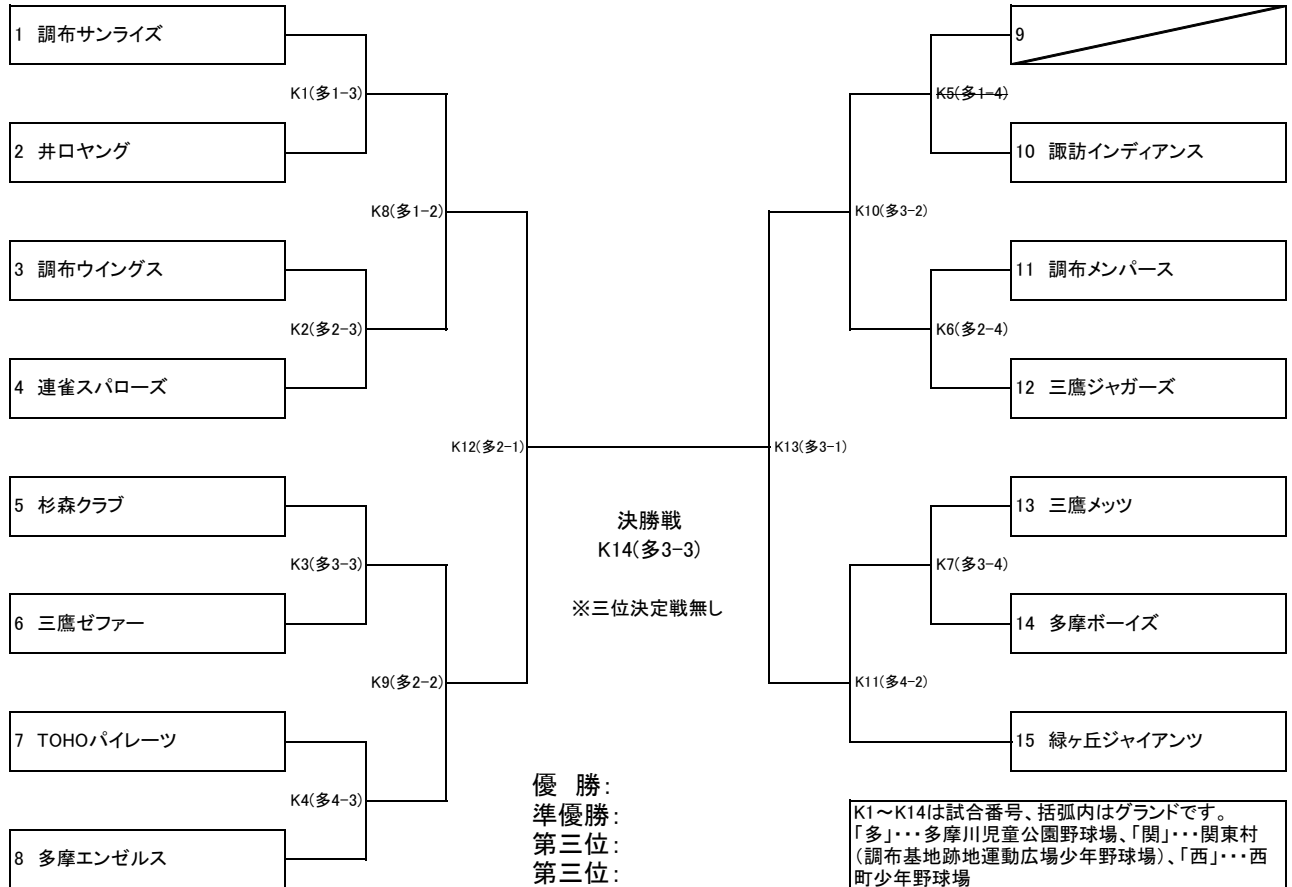 1 調布サンライズ
K1(多1-3)
2 井口ヤング
K8(多1-2)
3 調布ウイングス
K2(多2-3)
4 連雀スパローズ
K12(多2-1)
5 杉森クラブ
K3(多3-3)
6 三鷹ゼファー
K9(多2-2)
7 TOHOパイレーツ
K4(多4-3)
8 多摩エンゼルス
決勝戦
K14(多3-3)
※三位決定戦無し
9
K5(多1-4)
10 諏訪インディアンス
K10(多3-2)
11 調布メンパース
K6(多2-4)
12 三鷹ジャガーズ
K13(多3-1)
13 三鷹メッツ
K7(多3-4)
14 多摩ボーイズ
K11(多4-2)
15 緑ヶ丘ジャイアンツ
優 勝：
準優勝：
第三位：
第三位：
K1～K14は試合番号、括弧内はグランドです。
「多」・・・多摩川児童公園野球場、「関」・・・関東村
（調布基地跡地運動広場少年野球場）、「西」・・・西
町少年野球場